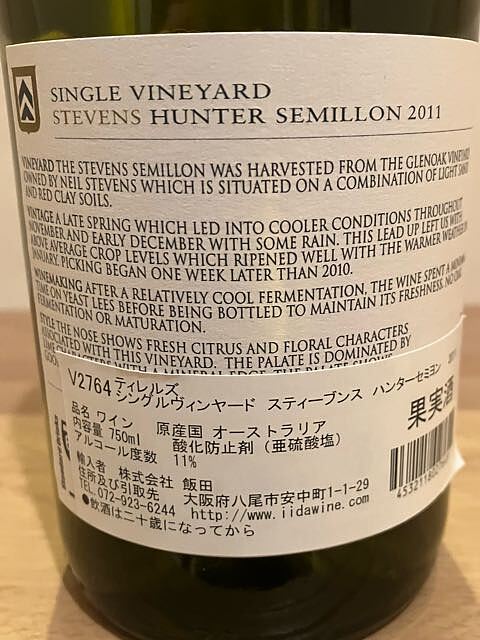 SINGLE VINEYARD
STEVENS HUNTER SEMILLON 2011
VINEYARD THE STEVENS SEMILLON WAS HARVESTED FROM THE GLENOAK VINEYARD
OWNED BY NEIL STEVENS WHICH IS SITUATED ON A COMBINATION OF LIGHT SANDY
AND RED CLAY SOILS.
VINTAGE A LATE SPRING WHICH LED INTO COOLER CONDITIONS THROUGHOUT
NOVEMBER AND EARLY DECEMBER WITH SOME RAIN. THIS LEAD UP LEFT US WITH
ABOVE AVERAGE CROP LEVELS WHICH RIPENED WELL WITH THE WARMER WEATHER IN
JANUARY. PICKING BEGAN ONE WEEK LATER THAN 2010.
WINEMAKING AFTER A RELATIVELY COOL FERMENTATION, THE WINE SPENT A MINIMAL
TIME ON YEAST LEES BEFORE BEING BOTTLED TO MAINTAIN ITS FRESHNESS. NO OAK
FERMENTATION OR MATURATION.
STYLE THE NOSE SHOWS FRESH CITRUS AND FLORAL CHARACTERS
ASSOCIATED WITH THIS VINEYARD. THE PALATE IS DOMINATED BY
CHARACTERS WITH A MINERAL EDGE. THE PALATE SHOWS
V2764 ティレルズ
シングルヴィンヤード スティーブンス ハンターセミヨン
品名 ワイン 原産国 オーストラリア 果実酒
内容量 750ml 酸化防止剤（亜硫酸塩）
アルコール度数 11%
輸入者 株式会社 飯田
住所及び引取先 大阪府八尾市安中町1-1-29
TEL 072-923-6244 http://www.iidawine.com
●飲酒は二十歳になってから